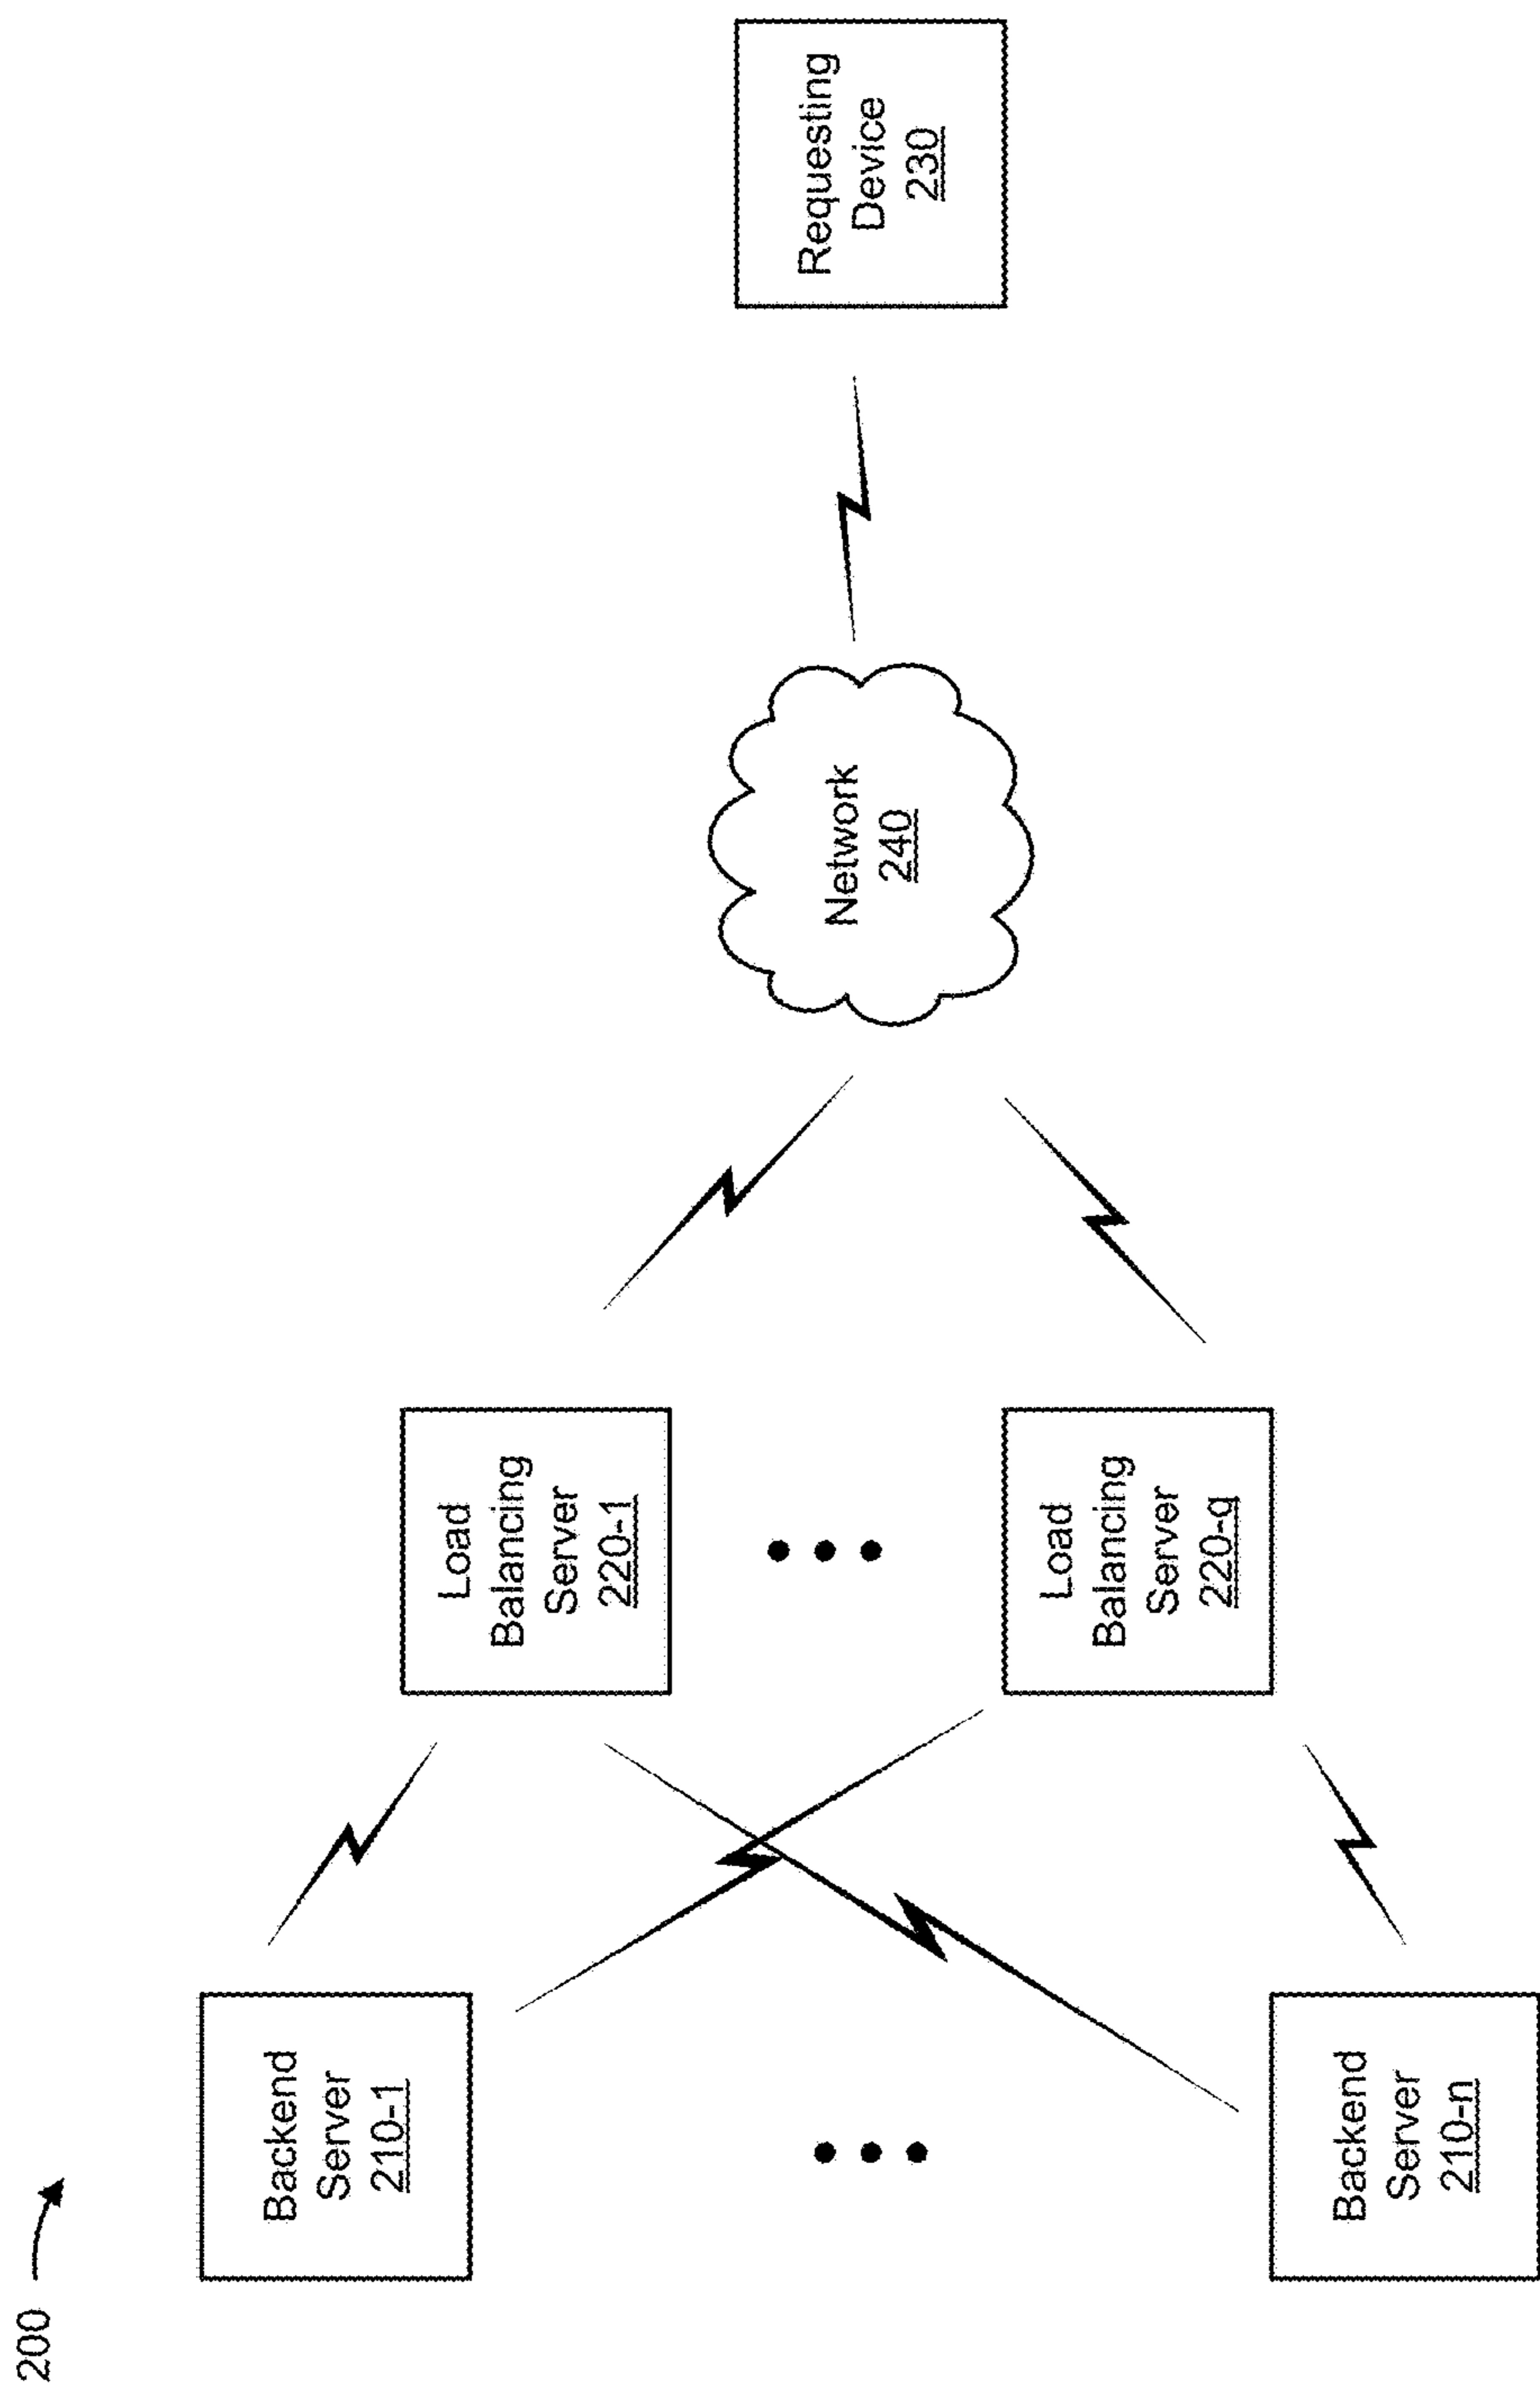 200
Backend
Server
210-1
Load
Balancing
Server
220-1
Network
240
Requesting
Device
230
Load
Balancing
Server
220-q
Backend
Server
210-n